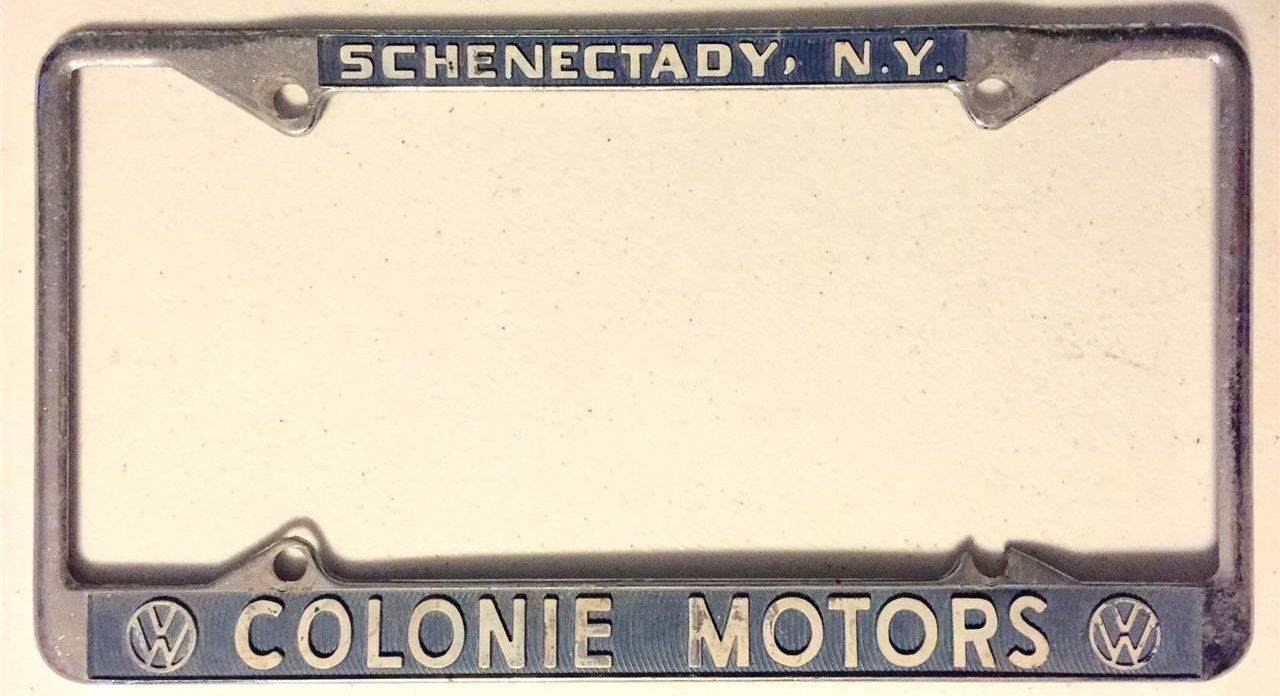 SCHENECTADY, N.Y.
VW COLONIE MOTORS VW